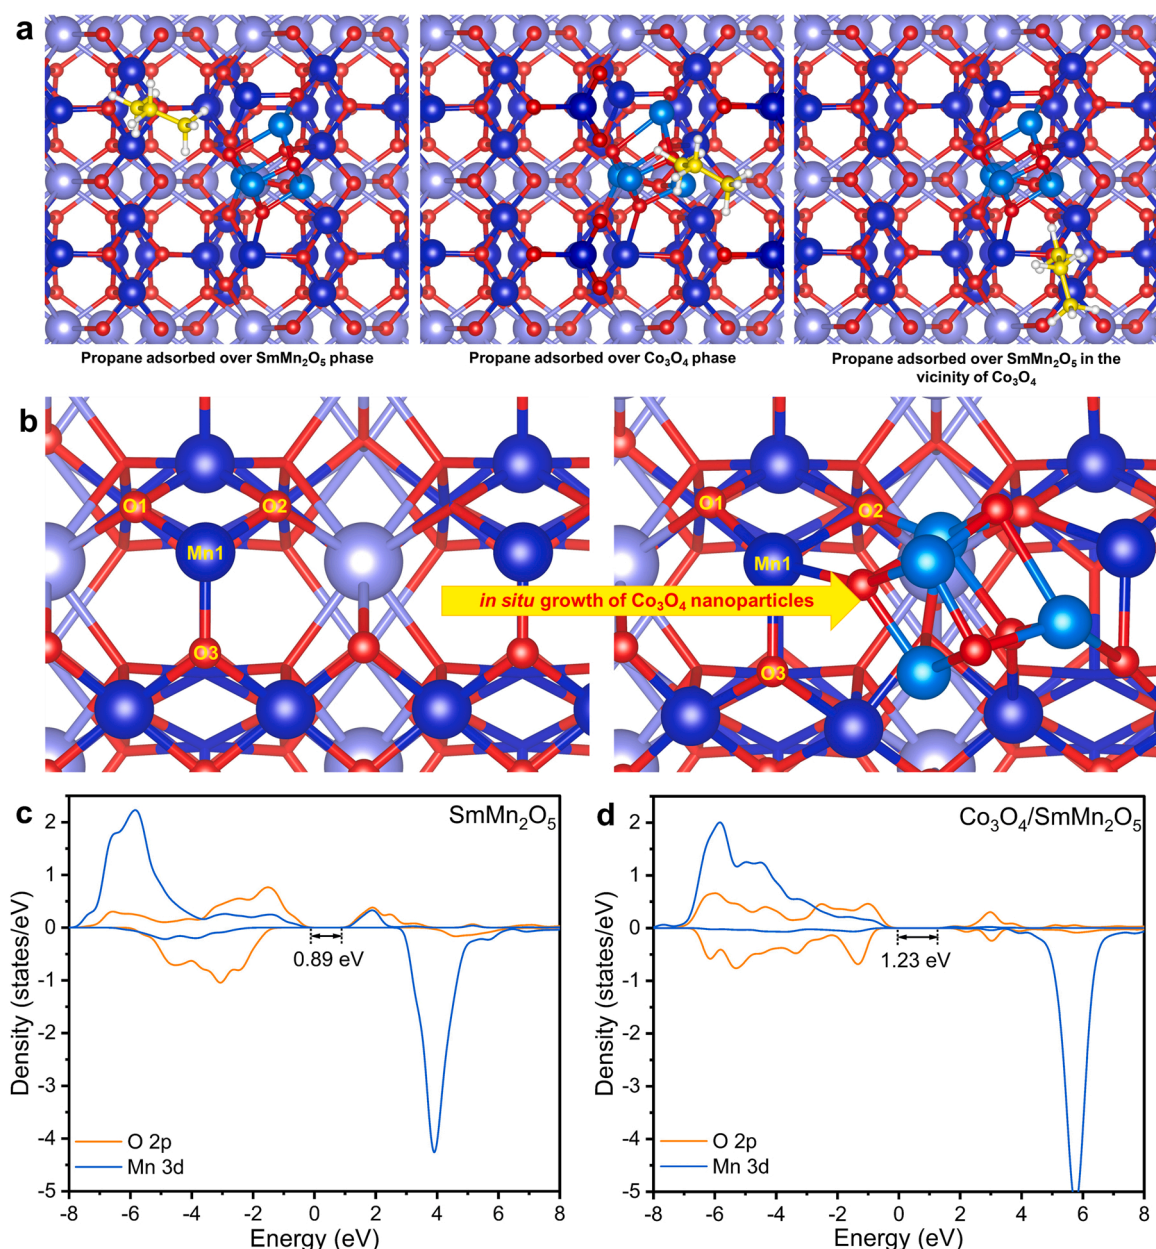 a
Propane adsorbed over SmMn₂O₅ phase
Propane adsorbed over Co₃O₄ phase
Propane adsorbed over SmMn₂O₅ in the
vicinity of Co₃O₄
b
O1
O2
Mn1
O3
in situ growth of Co₃O₄ nanoparticles
O1
O2
Mn1
O3
c
SmMn₂O₅
2
1
0
-1
-2
-3
-4
-5
Density (states/eV)
0.89 eV
O 2p
Mn 3d
-8
-6
-4
-2
0
2
4
6
8
Energy (eV)
d
Co₃O₄/SmMn₂O₅
2
1
0
-1
-2
-3
-4
-5
Density (states/eV)
1.23 eV
O 2p
Mn 3d
-8
-6
-4
-2
0
2
4
6
8
Energy (eV)